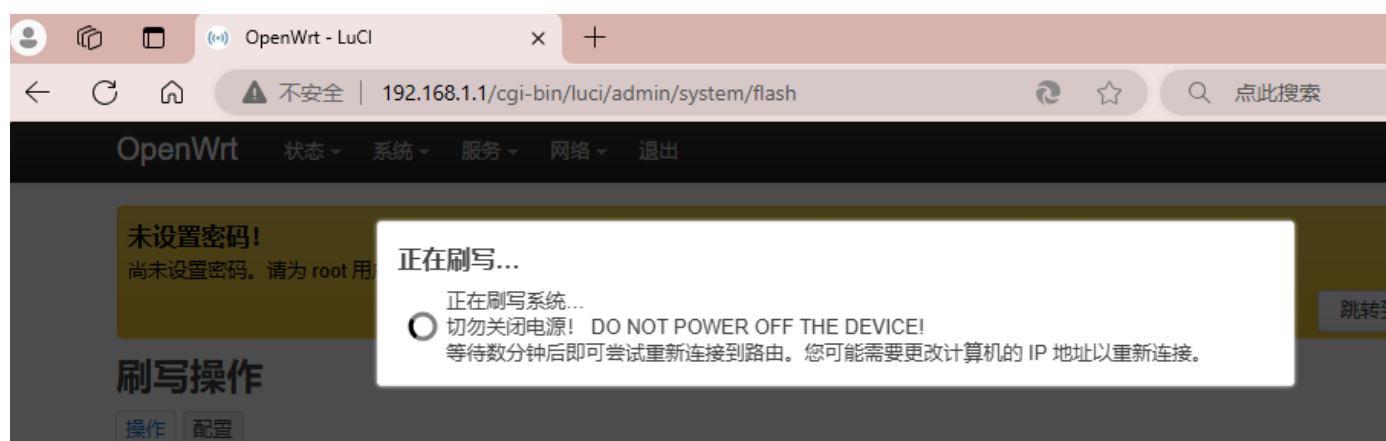 OpenWrt - LuCI
不安全 192.168.1.1/cgi-bin/luci/admin/system/flash 点此搜索
OpenWrt 状态 系统 服务 网络 退出
未设置密码!
尚未设置密码。请为 root 用
正在刷写...
正在刷写系统...
切勿关闭电源! DO NOT POWER OFF THE DEVICE!
跳转
等待数分钟后即可尝试重新连接到路由。您可能需要更改计算机的 IP 地址以重新连接。
刷写操作
操作 配置